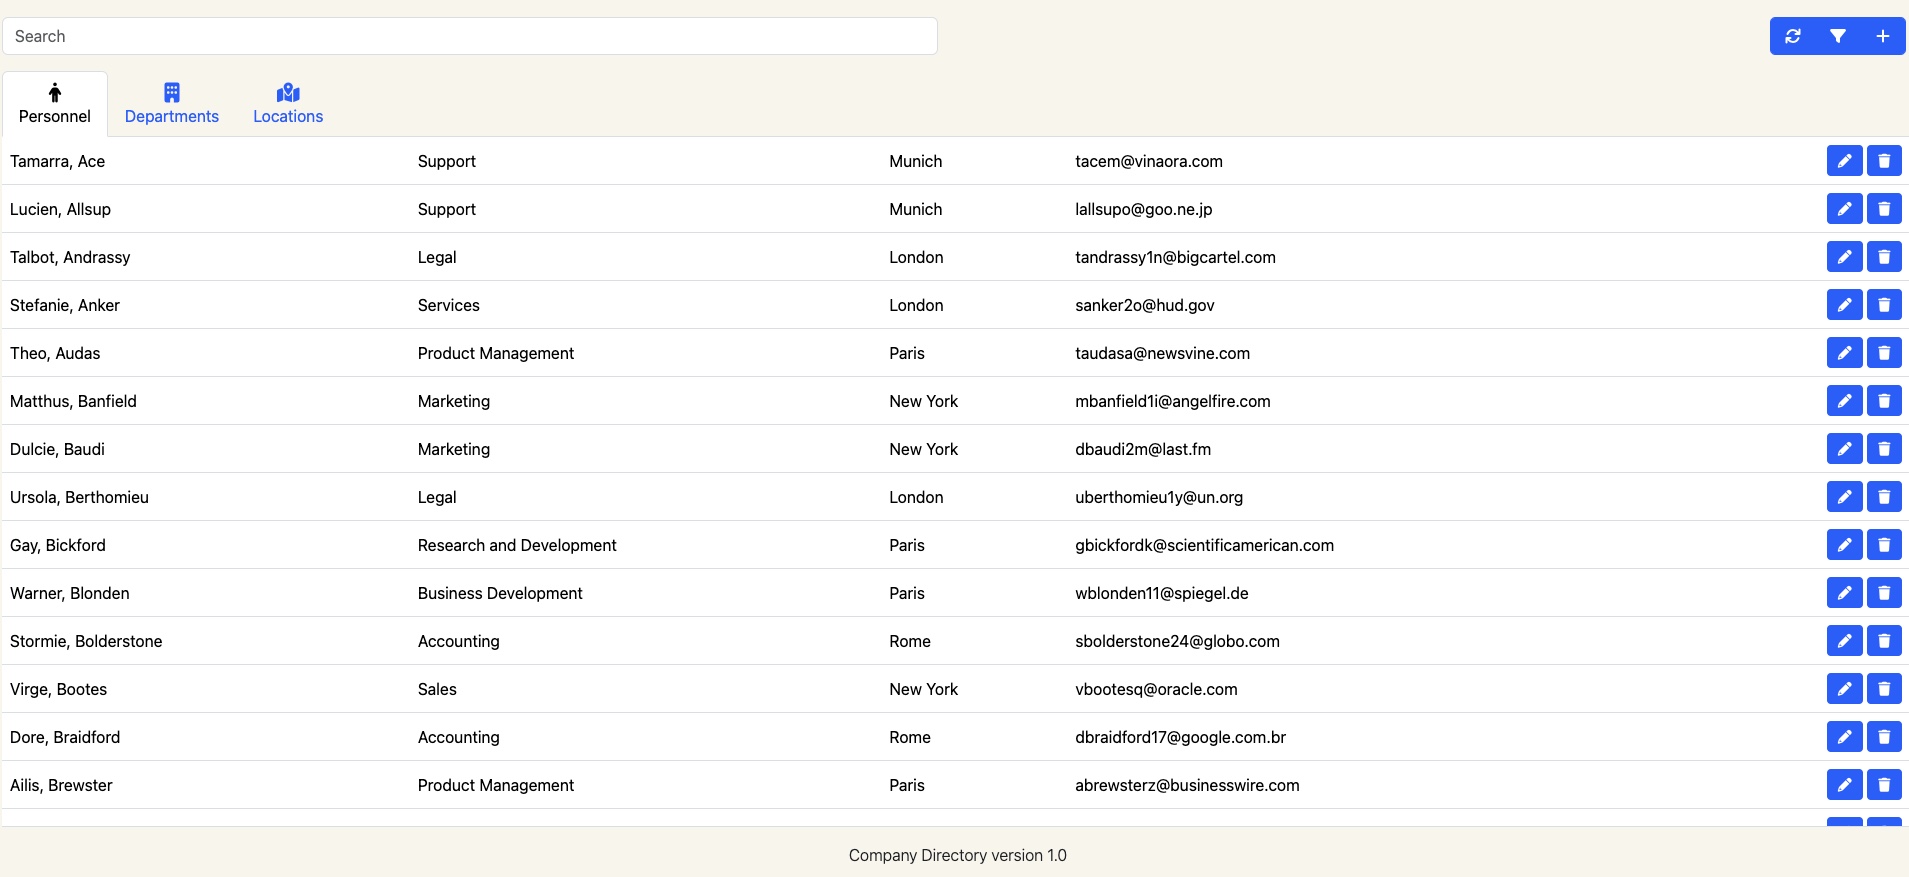 Search
Personnel Departments Locations
Tamarra, Ace Support Munich tacem@vinaora.com
Lucien, Allsup Support Munich lallsupo@goo.ne.jp
Talbot, Andrassy Legal London tandrassy1n@bigcartel.com
Stefanie, Anker Services London sanker2o@hud.gov
Theo, Audas Product Management Paris taudasa@newsvine.com
Matthus, Banfield Marketing New York mbanfield1i@angelfire.com
Dulcie, Baudi Marketing New York dbaudi2m@last.fm
Ursola, Berthomieu Legal London uberthomieu1y@un.org
Gay, Bickford Research and Development Paris gbickfordk@scientificamerican.com
Warner, Blonden Business Development Paris wblonden11@spiegel.de
Stormie, Bolderstone Accounting Rome sbolderstone24@globo.com
Virge, Bootes Sales New York vbootesq@oracle.com
Dore, Braidford Accounting Rome dbraidford17@google.com.br
Ailis, Brewster Product Management Paris abrewsterz@businesswire.com
Company Directory version 1.0